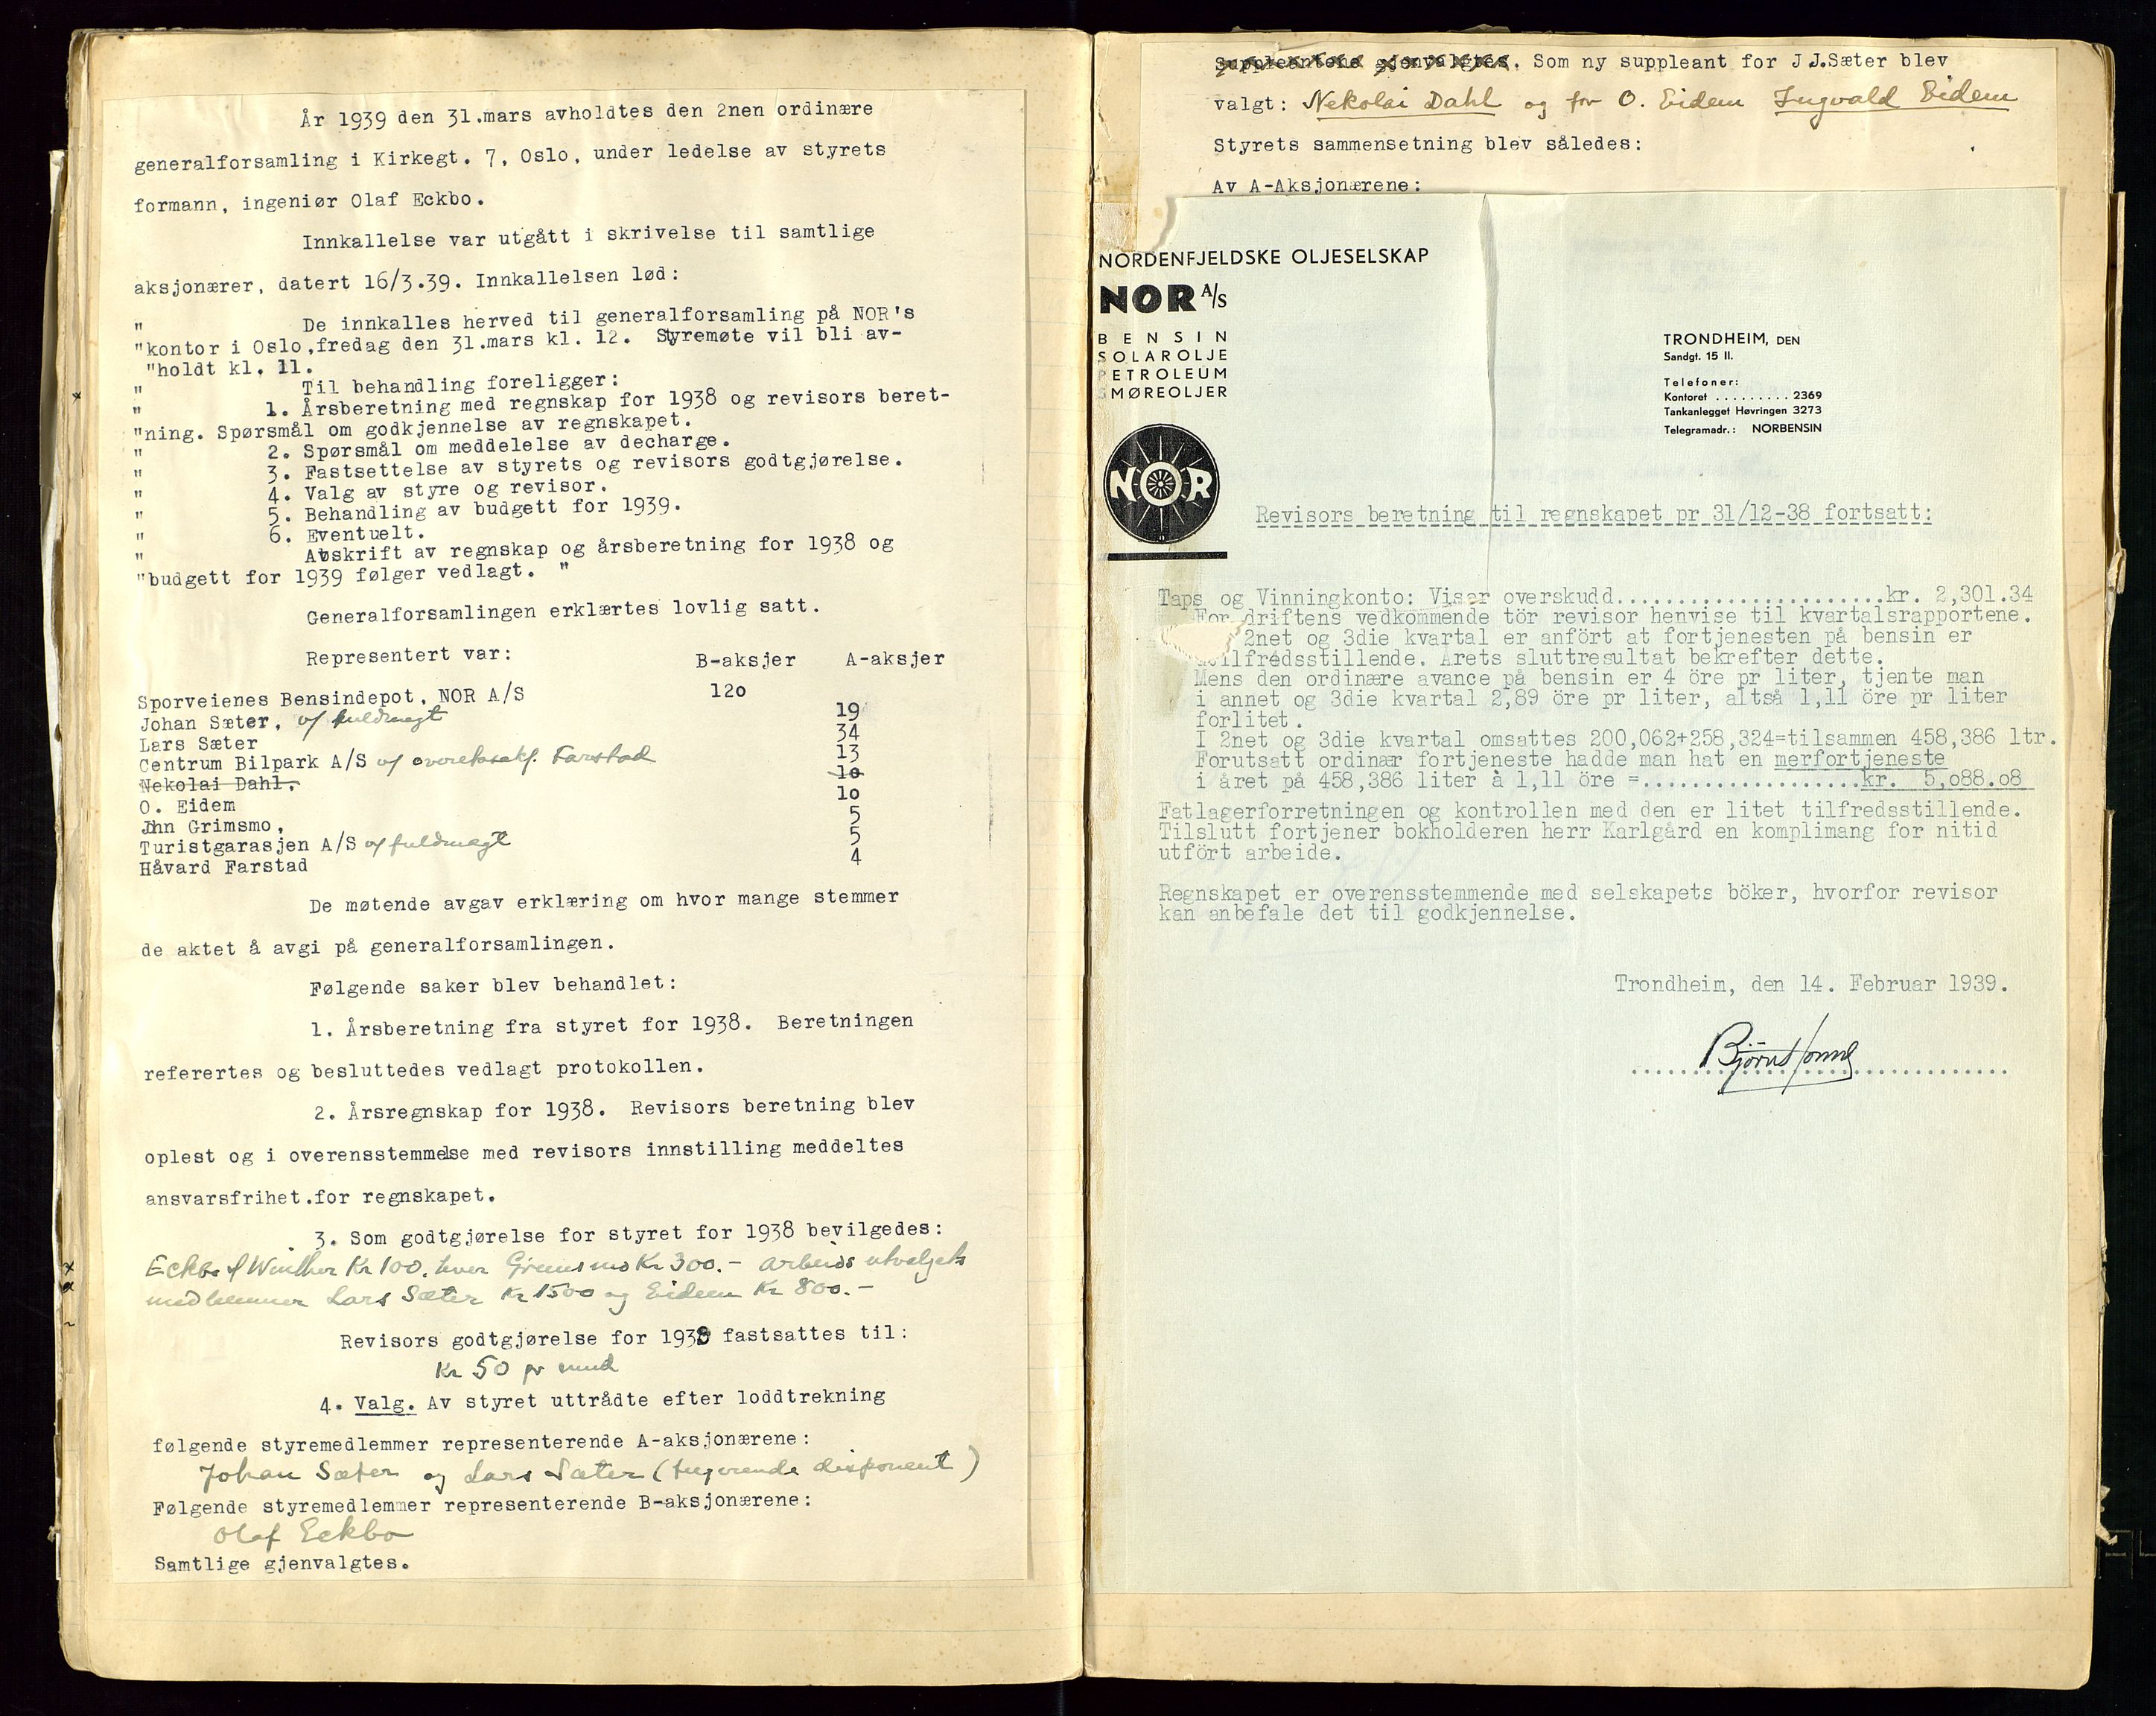 År 1939 den 31.mars avholdtes den 2nen ordinære
generalforsamling i Kirkegt. 7, Oslo, under ledelse av styrets
formann, ingeniør Olaf Eckbo.
Innkallelse var utgått i skrivelse til samtlige
aksjonærer, datert 16/3.39. Innkallelsen lød:
" De innkalles herved til generalforsamling på NOR's
"kontor i Oslo,fredag den 31.mars kl. 12. Styremøte vil bli av-
"holdt kl. 11.
" Til behandling foreligger:
" 1. Årsberetning med regnskap for 1938 og revisors beret-
"ning. Spørsmål om godkjennelse av regnskapet.
" 2. Spørsmål om meddelelse av decharge.
" 3. Fastsettelse av styrets og revisors godtgjørelse.
" 4. Valg av styre og revisor.
" 5. Behandling av budgett for 1939.
" 6. Eventuelt.
" Avskrift av regnskap og årsberetning for 1938 og
"budgett for 1939 følger vedlagt. "
Generalforsamlingen erklærtes lovlig satt.
Representert var: B-aksjer A-aksjer
Sporveienes Bensindepot, NOR A/S 120
Johan Sæter, v/ fuldmagt 19
Lars Sæter 34
Centrum Bilpark A/S v/ Farstad 13
Nekolai Dahl, 10
O. Eidem 10
John Grimsmo, 5
Turistgarasjen A/S v/ fuldmagt 5
Håvard Farstad 4
De møtende avgav erklæring om hvor mange stemmer
de aktet å avgi på generalforsamlingen.
Følgende saker blev behandlet:
1. Årsberetning fra styret for 1938. Beretningen
referertes og besluttedes vedlagt protokollen.
2. Årsregnskap for 1938. Revisors beretning blev
oplest og i overensstemmelse med revisors innstilling meddeltes
ansvarsfrihet.for regnskapet.
3. Som godtgjørelse for styret for 1938 bevilgedes:
Eckbo & Winther Kr 100. hver Grimsmo Kr 300.- arbeids utvalgets
medlemmer Lars Sæter Kr 1500 og Eidem Kr 800.-
Revisors godtgjørelse for 1938 fastsattes til:
Kr 50 pr mnd
4. Valg. Av styret uttrådte efter loddtrekning
følgende styremedlemmer representerende A-aksjonærene:
Johan Sæter og Lars Sæter (fungerende disponent)
Følgende styremedlemmer representerende B-aksjonærene:
Olaf Eckbo
Samtlige gjenvalgtes.
Suppleantene gjenvalgtes. Som ny suppleant for J J.Sæter blev
valgt: Nekolai Dahl og for O. Eidem Ingvald Eidem
Styrets sammensetning blev således:
Av A-Aksjonærene:
NORDENFJELDSKE OLJESELSKAP
NOR A/S
BENSIN
SOLAROLJE
PETROLEUM
SMØREOLJER
NOR
TRONDHEIM, DEN
Sandgt. 15 II.
Telefoner:
Kontoret ......... 2369
Tankanlegget Høvringen 3273
Telegramadr.: NORBENSIN
Revisors beretning til regnskapet pr 31/12-38 fortsatt:
Taps og Vinningkonto: Viser overskudd......................kr. 2,301.34
For driftens vedkommende tör revisor henvise til kvartalsrapportene.
2net og 3die kvartal er anfört at fortjenesten på bensin er
utilfredsstillende. Årets sluttresultat bekrefter dette.
Mens den ordinære avance på bensin er 4 öre pr liter, tjente man
i annet og 3die kvartal 2,89 öre pr liter, altså 1,11 öre pr liter
forlitet.
I 2net og 3die kvartal omsattes 200,062+258,324=tilsammen 458,386 ltr.
Forutsatt ordinær fortjeneste hadde man hat en merfortjeneste
i året på 458,386 liter à 1,11 öre =..................kr. 5,088.08
Fatlagerforretningen og kontrollen med den er litet tilfredsstillende.
Tilslutt fortjener bokholderen herr Karlgård en komplimang for nitid
utfört arbeide.
Regnskapet er overensstemmende med selskapets böker, hvorfor revisor
kan anbefale det til godkjennelse.
Trondheim, den 14. Februar 1939.